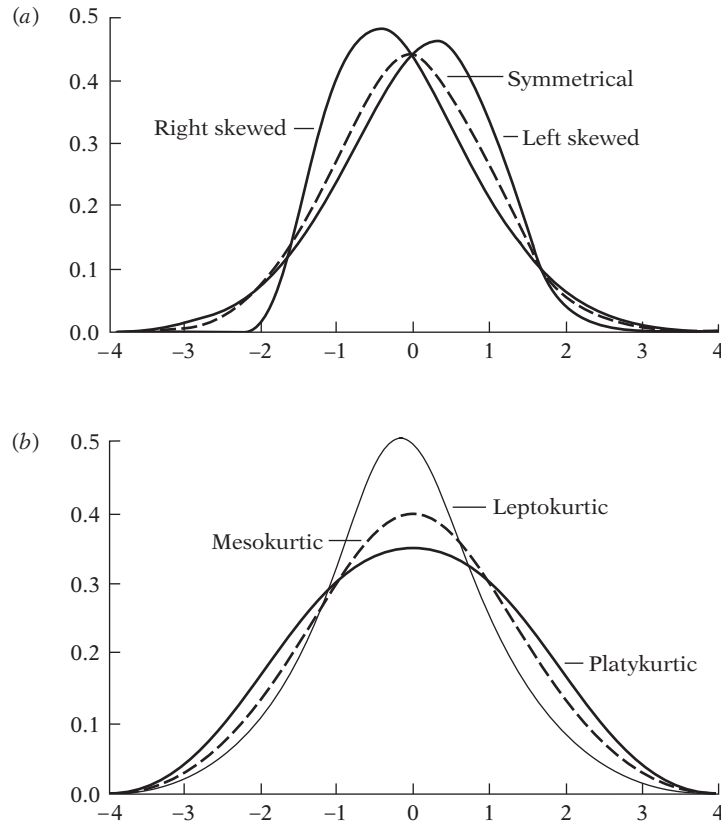 (a)
0.5
0.4
0.3
0.2
0.1
0.0
Symmetrical
Right skewed
Left skewed
–4 –3 –2 –1 0 1 2 3 4
(b)
0.5
0.4
0.3
0.2
0.1
0.0
Leptokurtic
Mesokurtic
Platykurtic
–4 –3 –2 –1 0 1 2 3 4